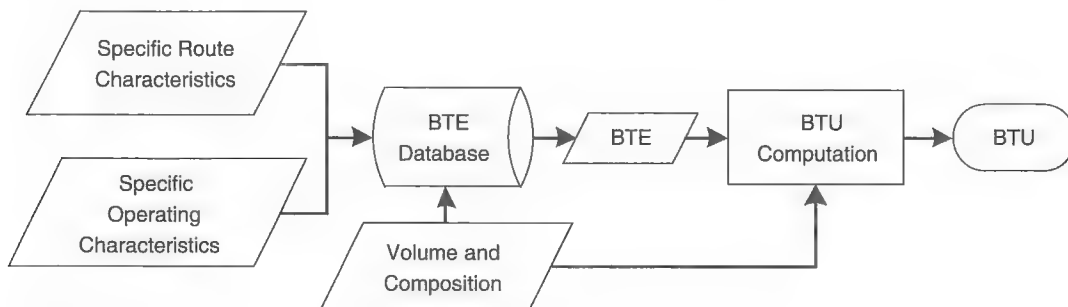 Specific Route
Characteristics
Specific
Operating
Characteristics
BTE
Database
Volume and
Composition
BTE
BTU
Computation
BTU